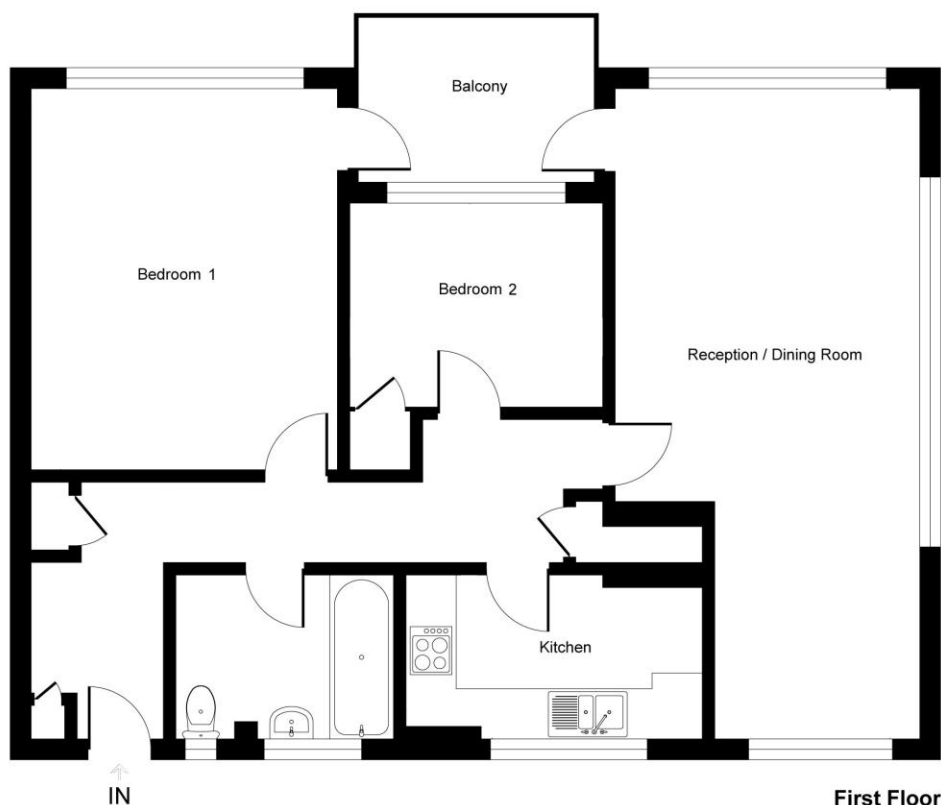 Balcony
Bedroom 1
Bedroom 2
Reception / Dining Room
Kitchen
IN
First Floor